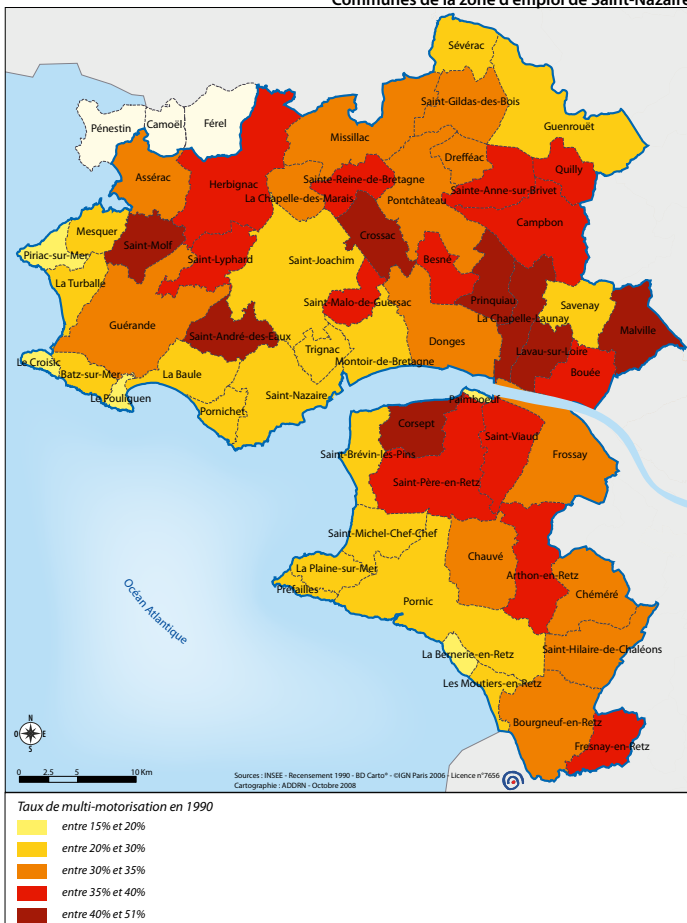 Communes de la zone d'emploi de Saint-Nazaire
Sévérac
Saint-Gildas-des-Bois
Guenrouët
Pénestin
Camoël
Férel
Missillac
Drefféac
Quilly
Assérac
Herbignac
Sainte-Reine-de-Bretagne
Sainte-Anne-sur-Brivet
La Chapelle-des-Marais
Pontchâteau
Campbon
Mesquer
Saint-Molf
Crossac
Piriac-sur-Mer
Saint-Lyphard
Saint-Joachim
Besné
La Turballe
Saint-Malo-de-Guersac
Prinquiau
Savenay
La Chapelle-Launay
Guérande
Malville
Saint-André-des-Eaux
Donges
Trignac
Lavau-sur-Loire
Le Croisic
Montoir-de-Bretagne
Batz-sur-Mer
La Baule
Bouée
Le Pouliguen
Saint-Nazaire
Paimboeuf
Pornichet
Corsept
Saint-Viaud
Saint-Brévin-les-Pins
Frossay
Saint-Père-en-Retz
Saint-Michel-Chef-Chef
Chauvé
La Plaine-sur-Mer
Arthon-en-Retz
Préfailles
Chéméré
Pornic
Océan Atlantique
La Bernerie-en-Retz
Saint-Hilaire-de-Chaléons
Les Moutiers-en-Retz
Bourgneuf-en-Retz
Fresnay-en-Retz
N
O E
S
0 2.5 5 10 Km
Sources : INSEE - Recensement 1990 - BD Carto® - ©IGN Paris 2006 - Licence n°7656
Cartographie : ADDRN - Octobre 2008
Taux de multi-motorisation en 1990
entre 15% et 20%
entre 20% et 30%
entre 30% et 35%
entre 35% et 40%
entre 40% et 51%